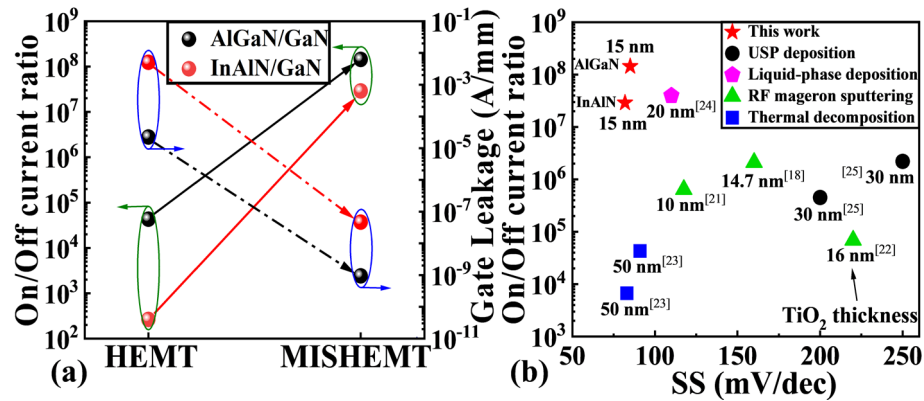 On/Off current ratio
10⁹
10⁸
10⁷
10⁶
10⁵
10⁴
10³
10²
AlGaN/GaN
InAlN/GaN
HEMT
MISHEMT
(a)
10⁻¹
10⁻³
10⁻⁵
10⁻⁷
10⁻⁹
10⁻¹¹
Gate Leakage (A/mm)
On/Off current ratio
10⁹
10⁸
10⁷
10⁶
10⁵
10⁴
10³
This work
USP deposition
Liquid-phase deposition
RF mageron sputtering
Thermal decomposition
15 nm
AlGaN
InAlN
15 nm
20 nm[24]
14.7 nm[18]
10 nm[21]
[25] 30 nm
30 nm[25]
16 nm[22]
50 nm[23]
50 nm[23]
TiO₂ thickness
50 100 150 200 250
(b) SS (mV/dec)